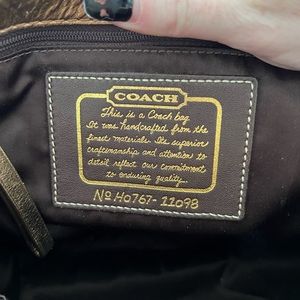 COACH
This is a Coach bag.
It was handcrafted from the
finest materials. Its superior
craftsmanship and attention to
detail reflect our commitment
to enduring quality.
No H0767-11098